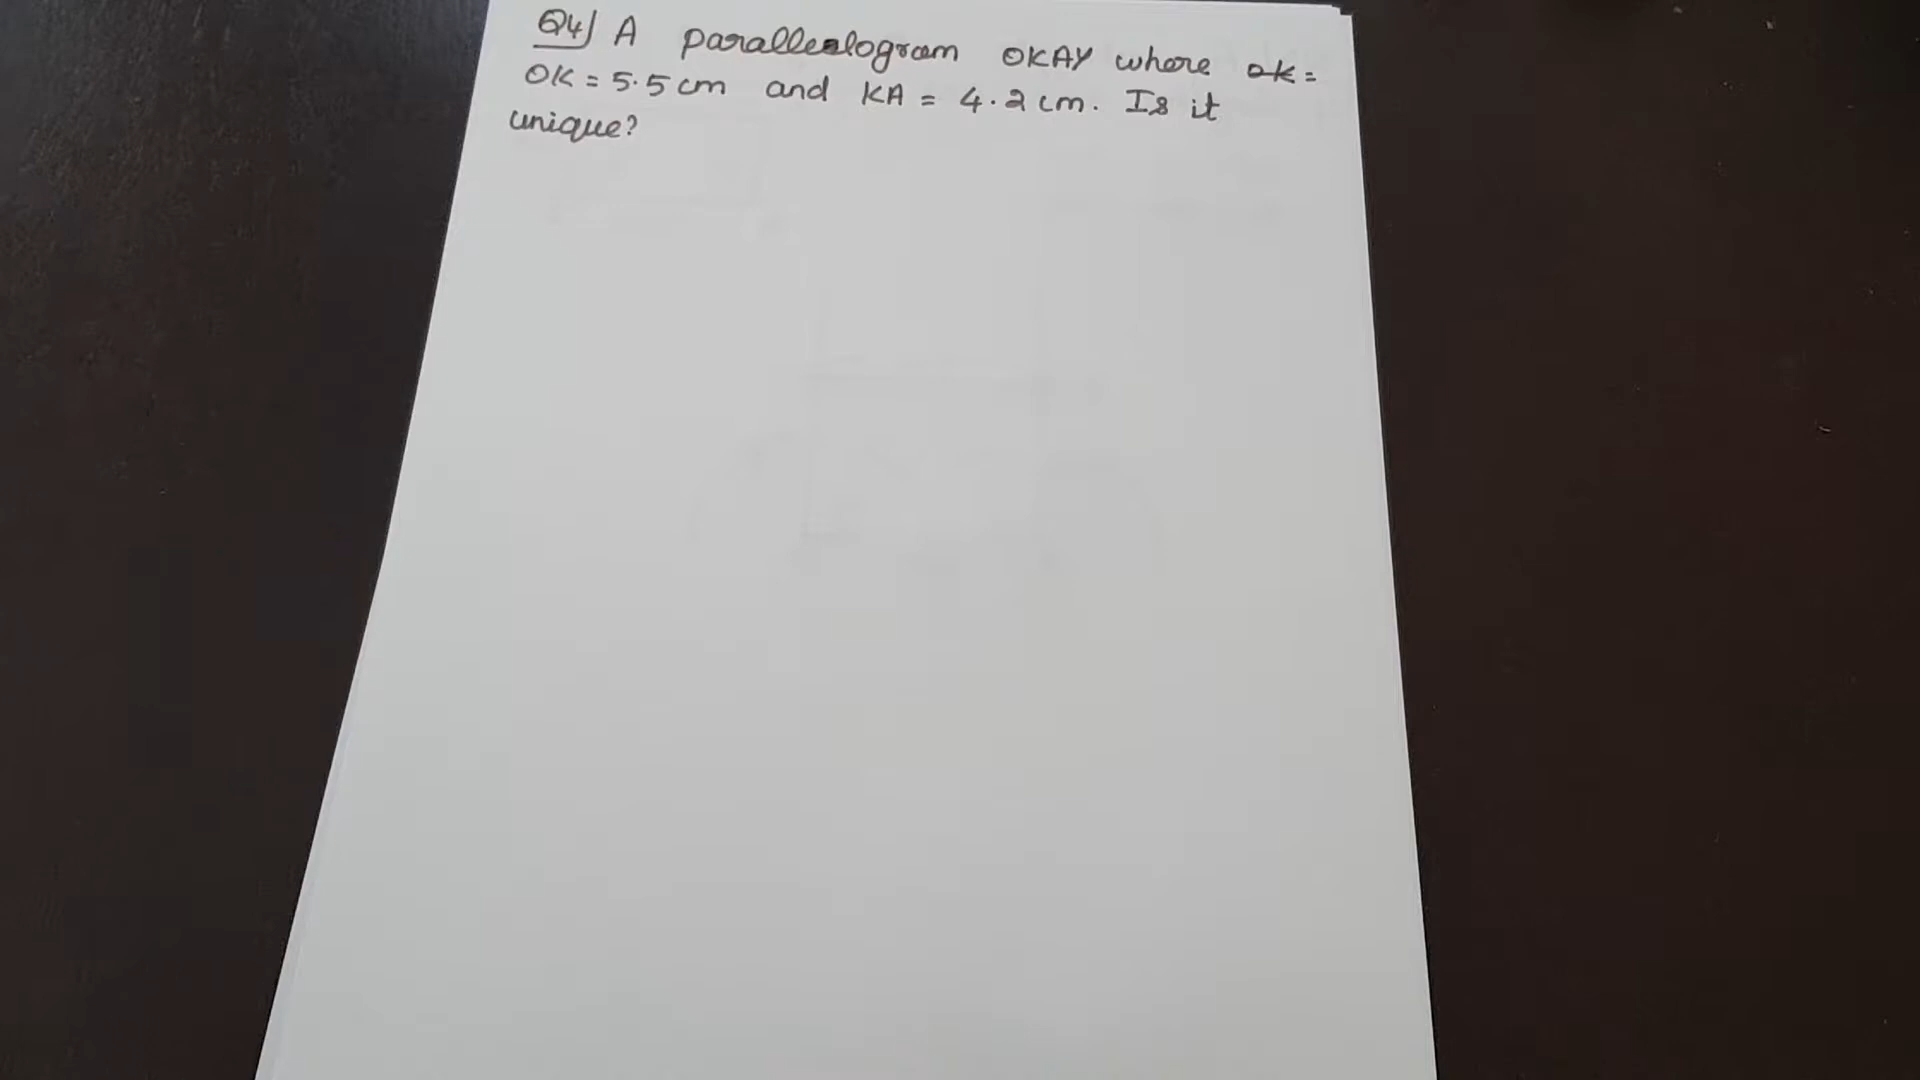 Q4) A parallelogram OKAY where ok =
OK = 5.5 cm and KA = 4.2 cm. Is it
unique?